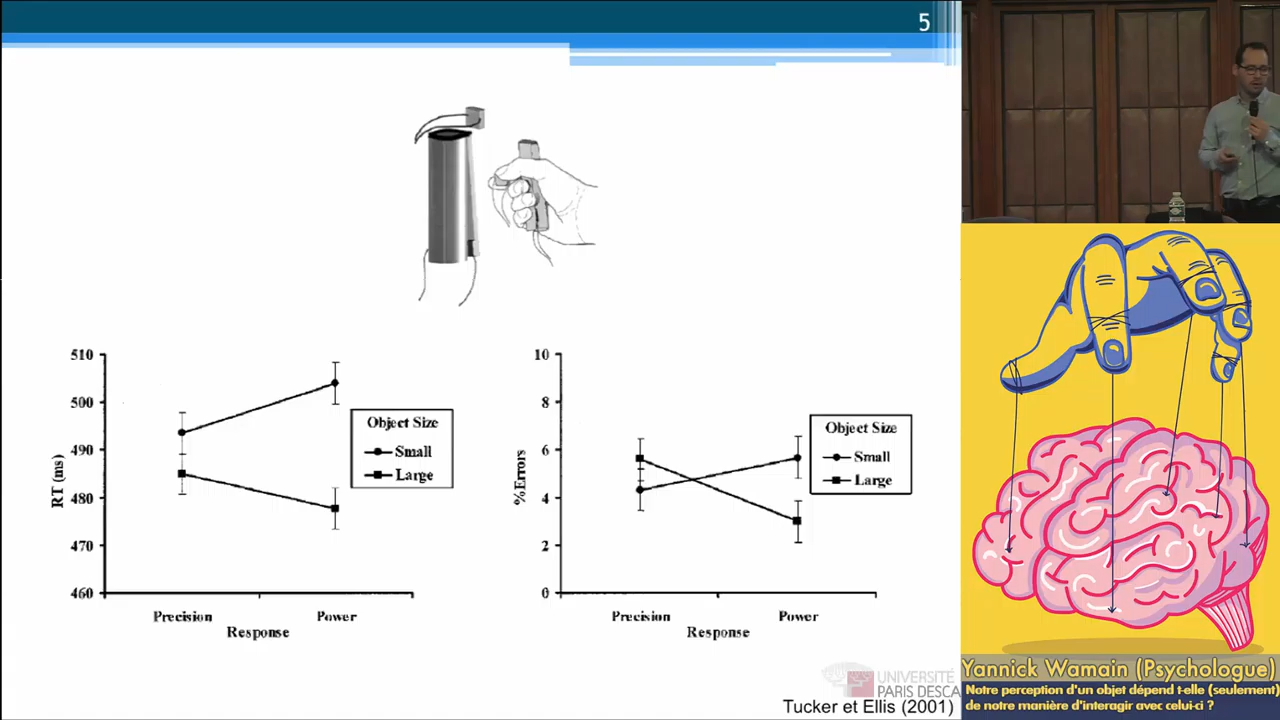 5
510
500
490
480
470
460
RT (ms)
Object Size
Small
Large
Precision
Power
Response
10
8
6
4
2
0
%Errors
Object Size
Small
Large
Precision
Power
Response
UNIVERSITÉ
PARIS DESCA
Tucker et Ellis (2001)
Yannick Wamain (Psychologue)
Notre perception d'un objet dépend t-elle (seulement)
de notre manière d'interagir avec celui-ci ?